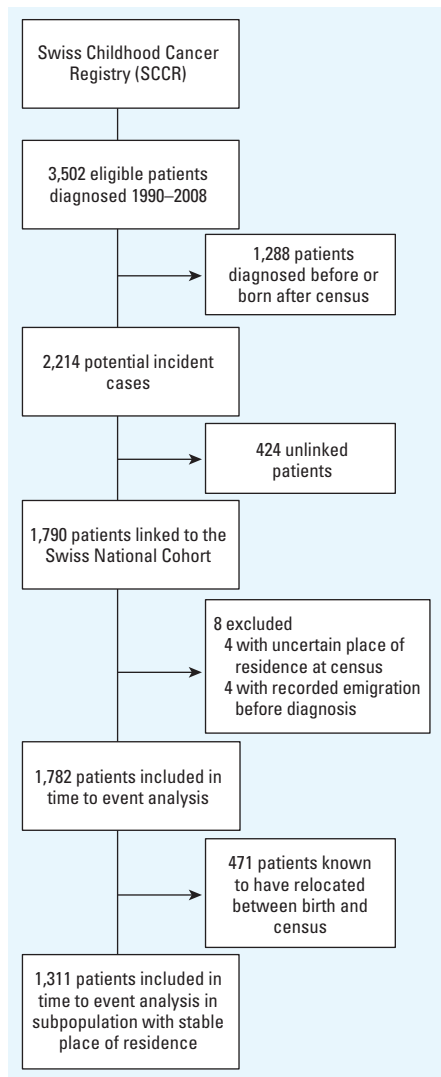 Swiss Childhood Cancer
Registry (SCCR)
3,502 eligible patients
diagnosed 1990–2008
1,288 patients
diagnosed before or
born after census
2,214 potential incident
cases
424 unlinked
patients
1,790 patients linked to the
Swiss National Cohort
8 excluded
4 with uncertain place of
residence at census
4 with recorded emigration
before diagnosis
1,782 patients included in
time to event analysis
471 patients known
to have relocated
between birth and
census
1,311 patients included in
time to event analysis in
subpopulation with stable
place of residence